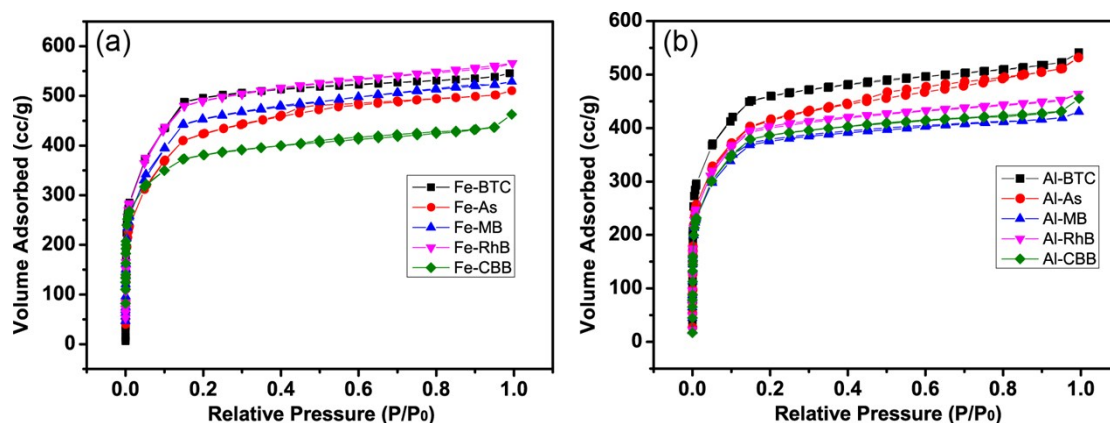 (a)
600
500
400
300
200
100
0
Volume Adsorbed (cc/g)
0.0 0.2 0.4 0.6 0.8 1.0
Relative Pressure (P/P₀)
Fe-BTC
Fe-As
Fe-MB
Fe-RhB
Fe-CBB
(b)
600
500
400
300
200
100
0
Volume Adsorbed (cc/g)
0.0 0.2 0.4 0.6 0.8 1.0
Relative Pressure (P/P₀)
Al-BTC
Al-As
Al-MB
Al-RhB
Al-CBB